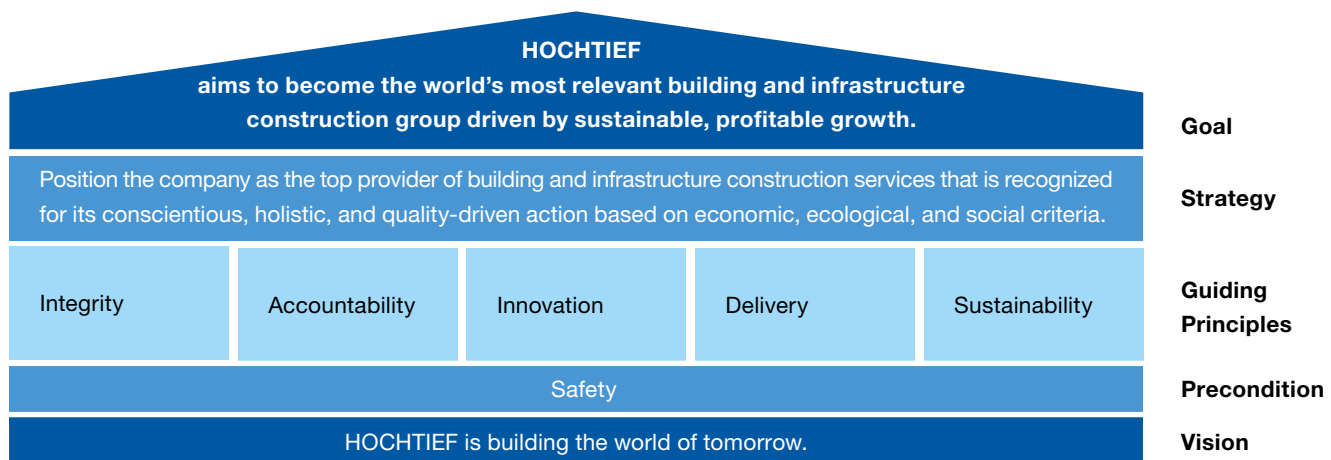 HOCHTIEF
aims to become the world’s most relevant building and infrastructure
construction group driven by sustainable, profitable growth.
Goal
Position the company as the top provider of building and infrastructure construction services that is recognized
for its conscientious, holistic, and quality-driven action based on economic, ecological, and social criteria.
Strategy
Integrity
Accountability
Innovation
Delivery
Sustainability
Guiding
Principles
Safety
Precondition
HOCHTIEF is building the world of tomorrow.
Vision